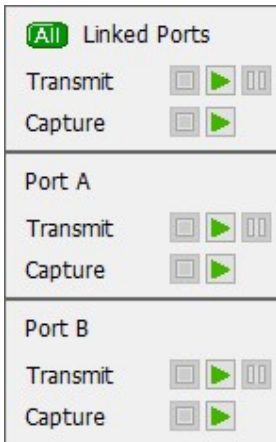 All Linked Ports
Transmit
Capture
Port A
Transmit
Capture
Port B
Transmit
Capture